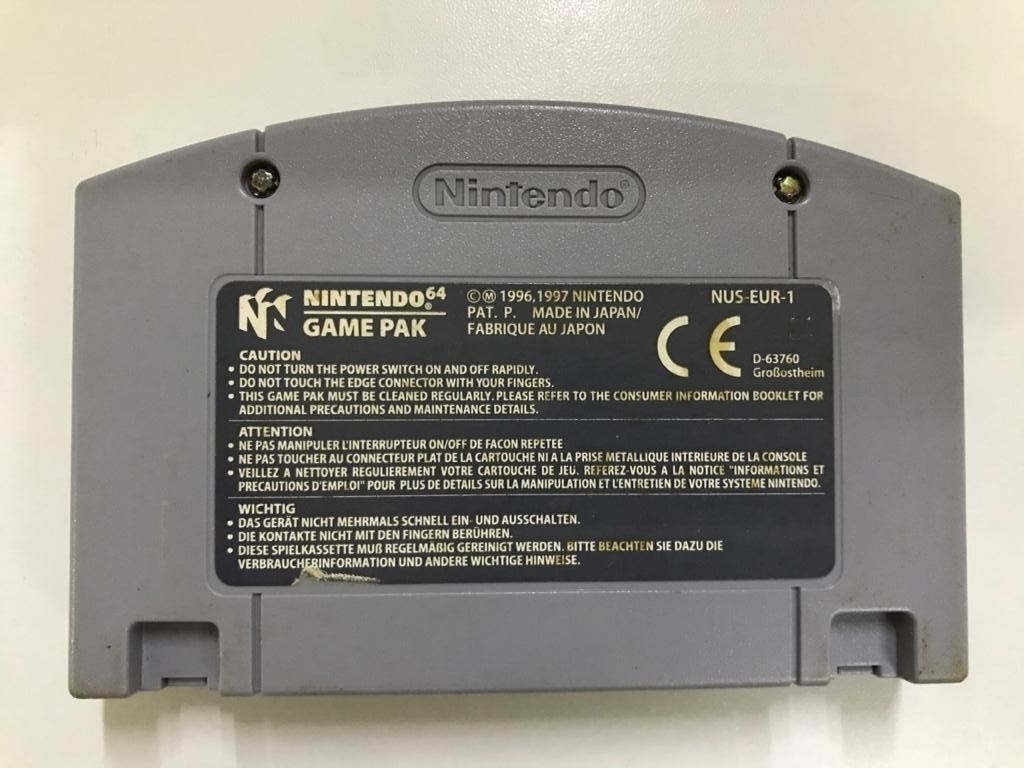 Nintendo®
NINTENDO®64
GAME PAK
©Ⓜ 1996,1997 NINTENDO
PAT. P. MADE IN JAPAN/
FABRIQUE AU JAPON
NUS-EUR-1
CE
D-63760
Großostheim
CAUTION
• DO NOT TURN THE POWER SWITCH ON AND OFF RAPIDLY.
• DO NOT TOUCH THE EDGE CONNECTOR WITH YOUR FINGERS.
• THIS GAME PAK MUST BE CLEANED REGULARLY. PLEASE REFER TO THE CONSUMER INFORMATION BOOKLET FOR
ADDITIONAL PRECAUTIONS AND MAINTENANCE DETAILS.
ATTENTION
• NE PAS MANIPULER L'INTERRUPTEUR ON/OFF DE FACON REPETEE
• NE PAS TOUCHER AU CONNECTEUR PLAT DE LA CARTOUCHE NI A LA PRISE METALLIQUE INTERIEURE DE LA CONSOLE
• VEILLEZ A NETTOYER REGULIEREMENT VOTRE CARTOUCHE DE JEU. REFEREZ-VOUS A LA NOTICE "INFORMATIONS ET
PRECAUTIONS D'EMPLOI" POUR PLUS DE DETAILS SUR LA MANIPULATION ET L'ENTRETIEN DE VOTRE SYSTEME NINTENDO.
WICHTIG
• DAS GERÄT NICHT MEHRMALS SCHNELL EIN- UND AUSSCHALTEN.
• DIE KONTAKTE NICHT MIT DEN FINGERN BERÜHREN.
• DIESE SPIELKASSETTE MUß REGELMÄßIG GEREINIGT WERDEN. BITTE BEACHTEN SIE DAZU DIE
VERBRAUCHERINFORMATION UND ANDERE WICHTIGE HINWEISE.